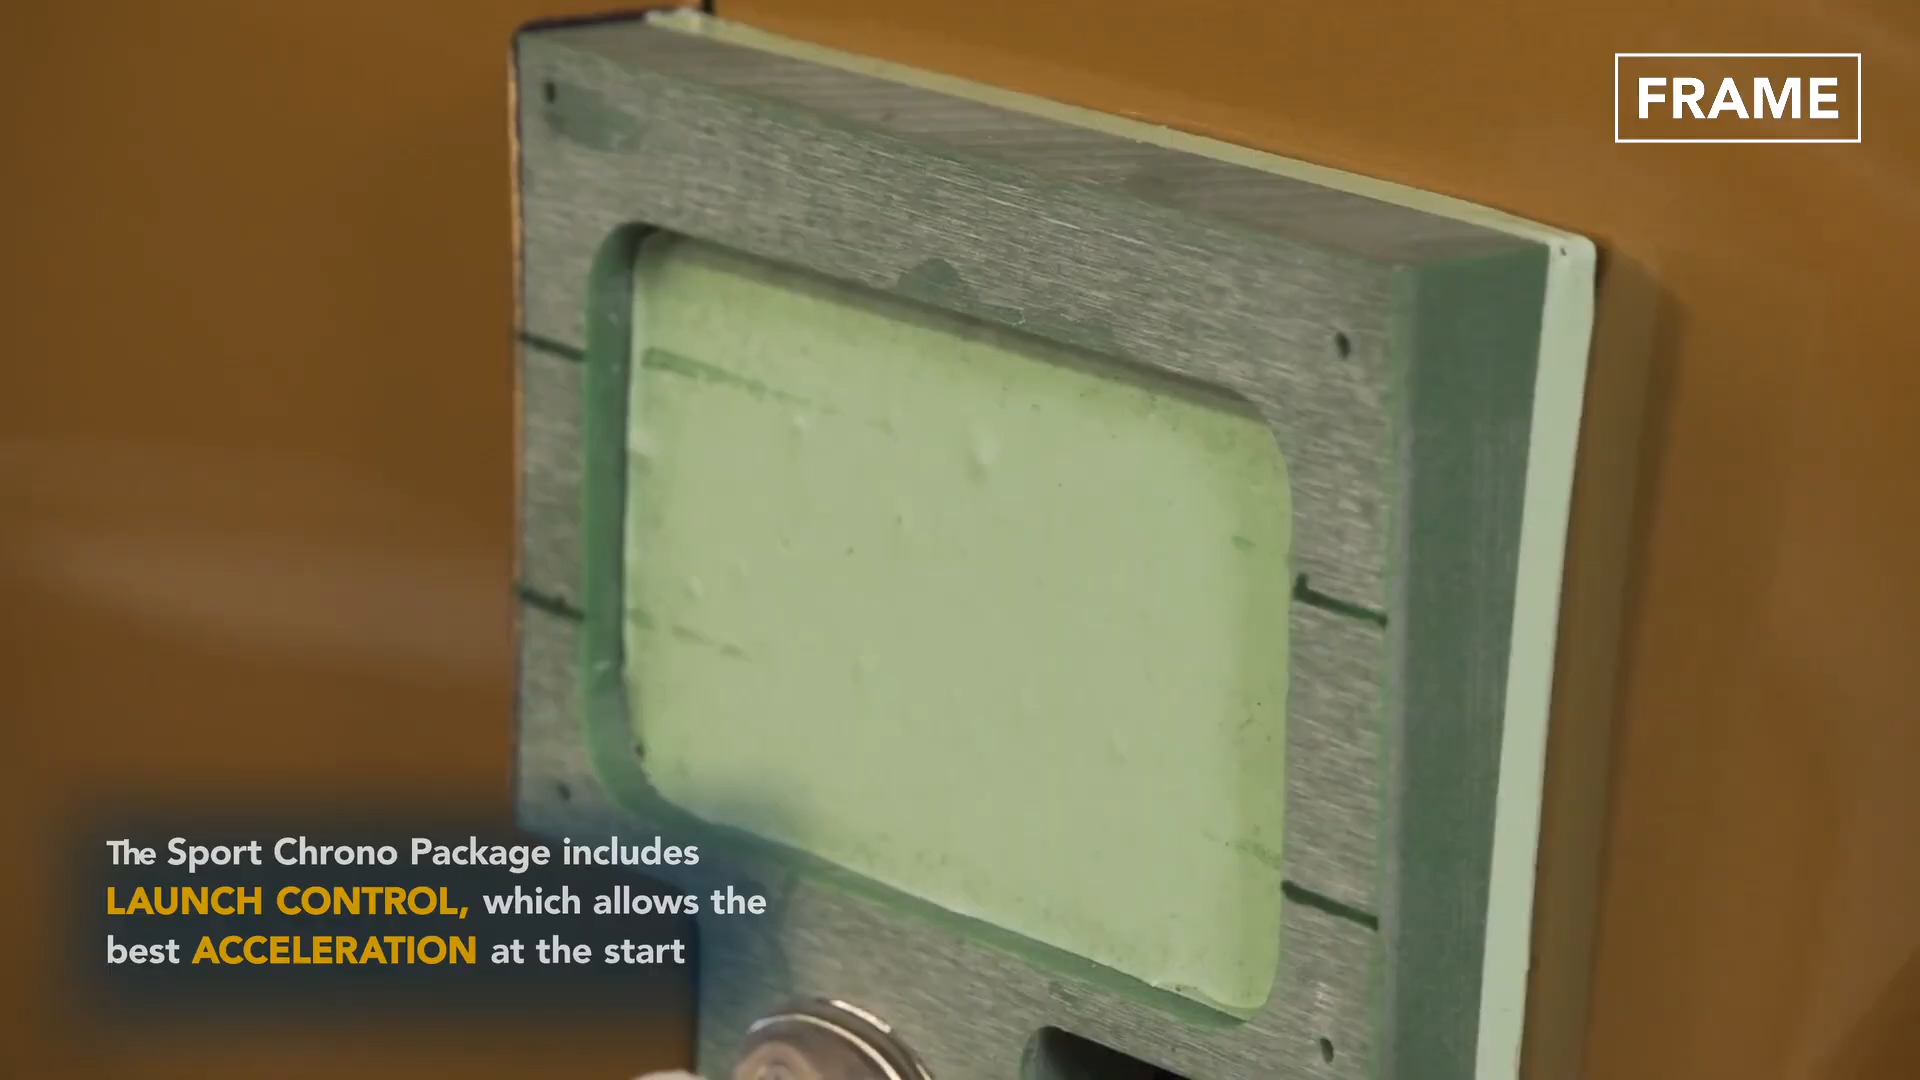 FRAME
The Sport Chrono Package includes
LAUNCH CONTROL, which allows the
best ACCELERATION at the start